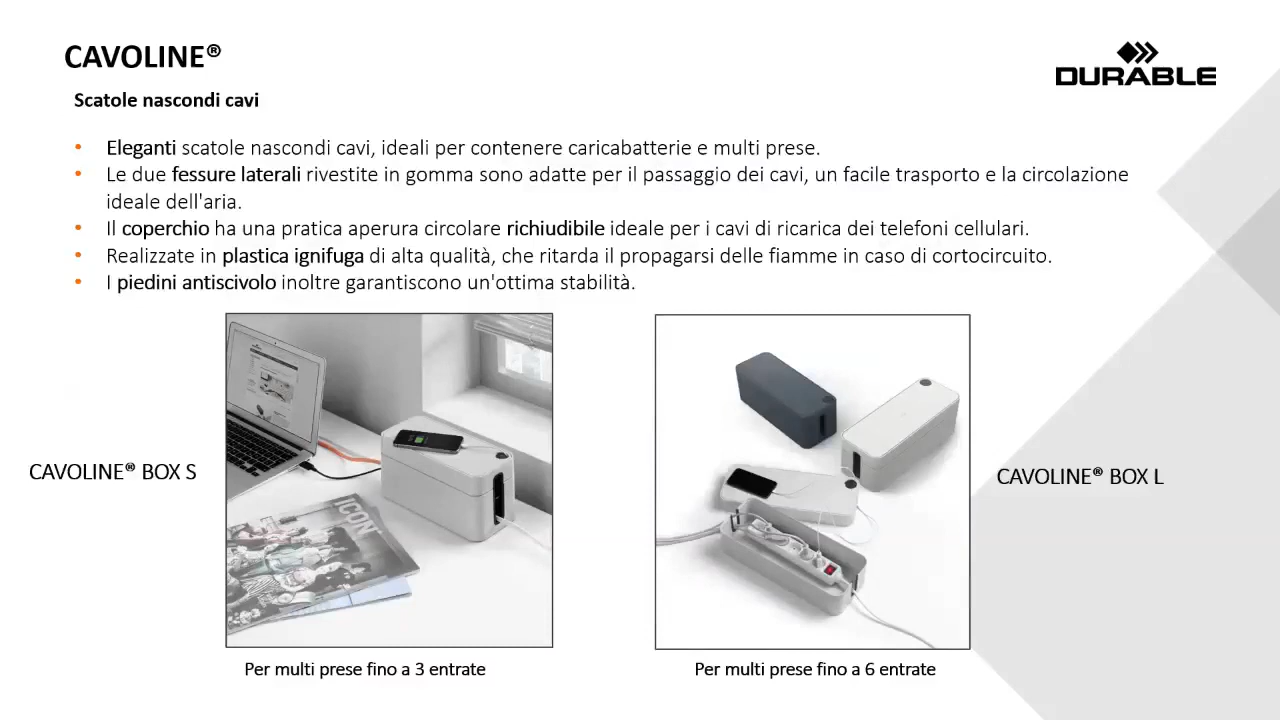 CAVOLINE®
DURABLE
Scatole nascondi cavi
• Eleganti scatole nascondi cavi, ideali per contenere caricabatterie e multi prese.
• Le due fessure laterali rivestite in gomma sono adatte per il passaggio dei cavi, un facile trasporto e la circolazione
ideale dell'aria.
• Il coperchio ha una pratica aperura circolare richiudibile ideale per i cavi di ricarica dei telefoni cellulari.
• Realizzate in plastica ignifuga di alta qualità, che ritarda il propagarsi delle fiamme in caso di cortocircuito.
• I piedini antiscivolo inoltre garantiscono un'ottima stabilità.
CAVOLINE® BOX S
ICON
CAVOLINE® BOX L
Per multi prese fino a 3 entrate
Per multi prese fino a 6 entrate